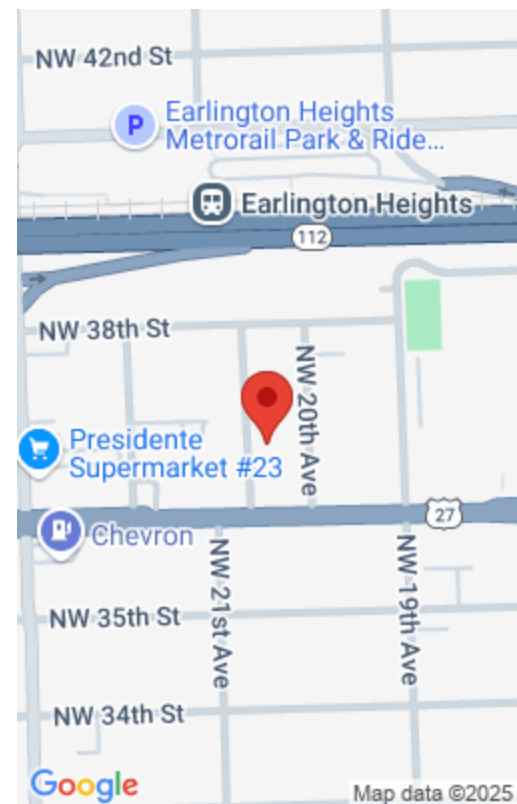 NW 42nd St
P
Earlington Heights
Metrorail Park & Ride...
Earlington Heights
112
NW 38th St
NW 20th Ave
Presidente
Supermarket #23
27
Chevron
NW 21st Ave
NW 19th Ave
NW 35th St
NW 34th St
Google
Map data ©2025